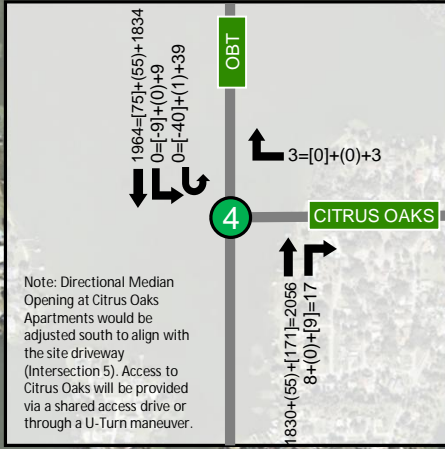 1964=[75]+(55)+1834
0=[-9]+(0)+9
0=[-40]+(1)+39
OBT
3=[0]+(0)+3
4
CITRUS OAKS
1830+(55)+[171]=2056
8+(0)+[9]=17
Note: Directional Median
Opening at Citrus Oaks
Apartments would be
adjusted south to align with
the site driveway
(Intersection 5). Access to
Citrus Oaks will be provided
via a shared access drive or
through a U-Turn maneuver.